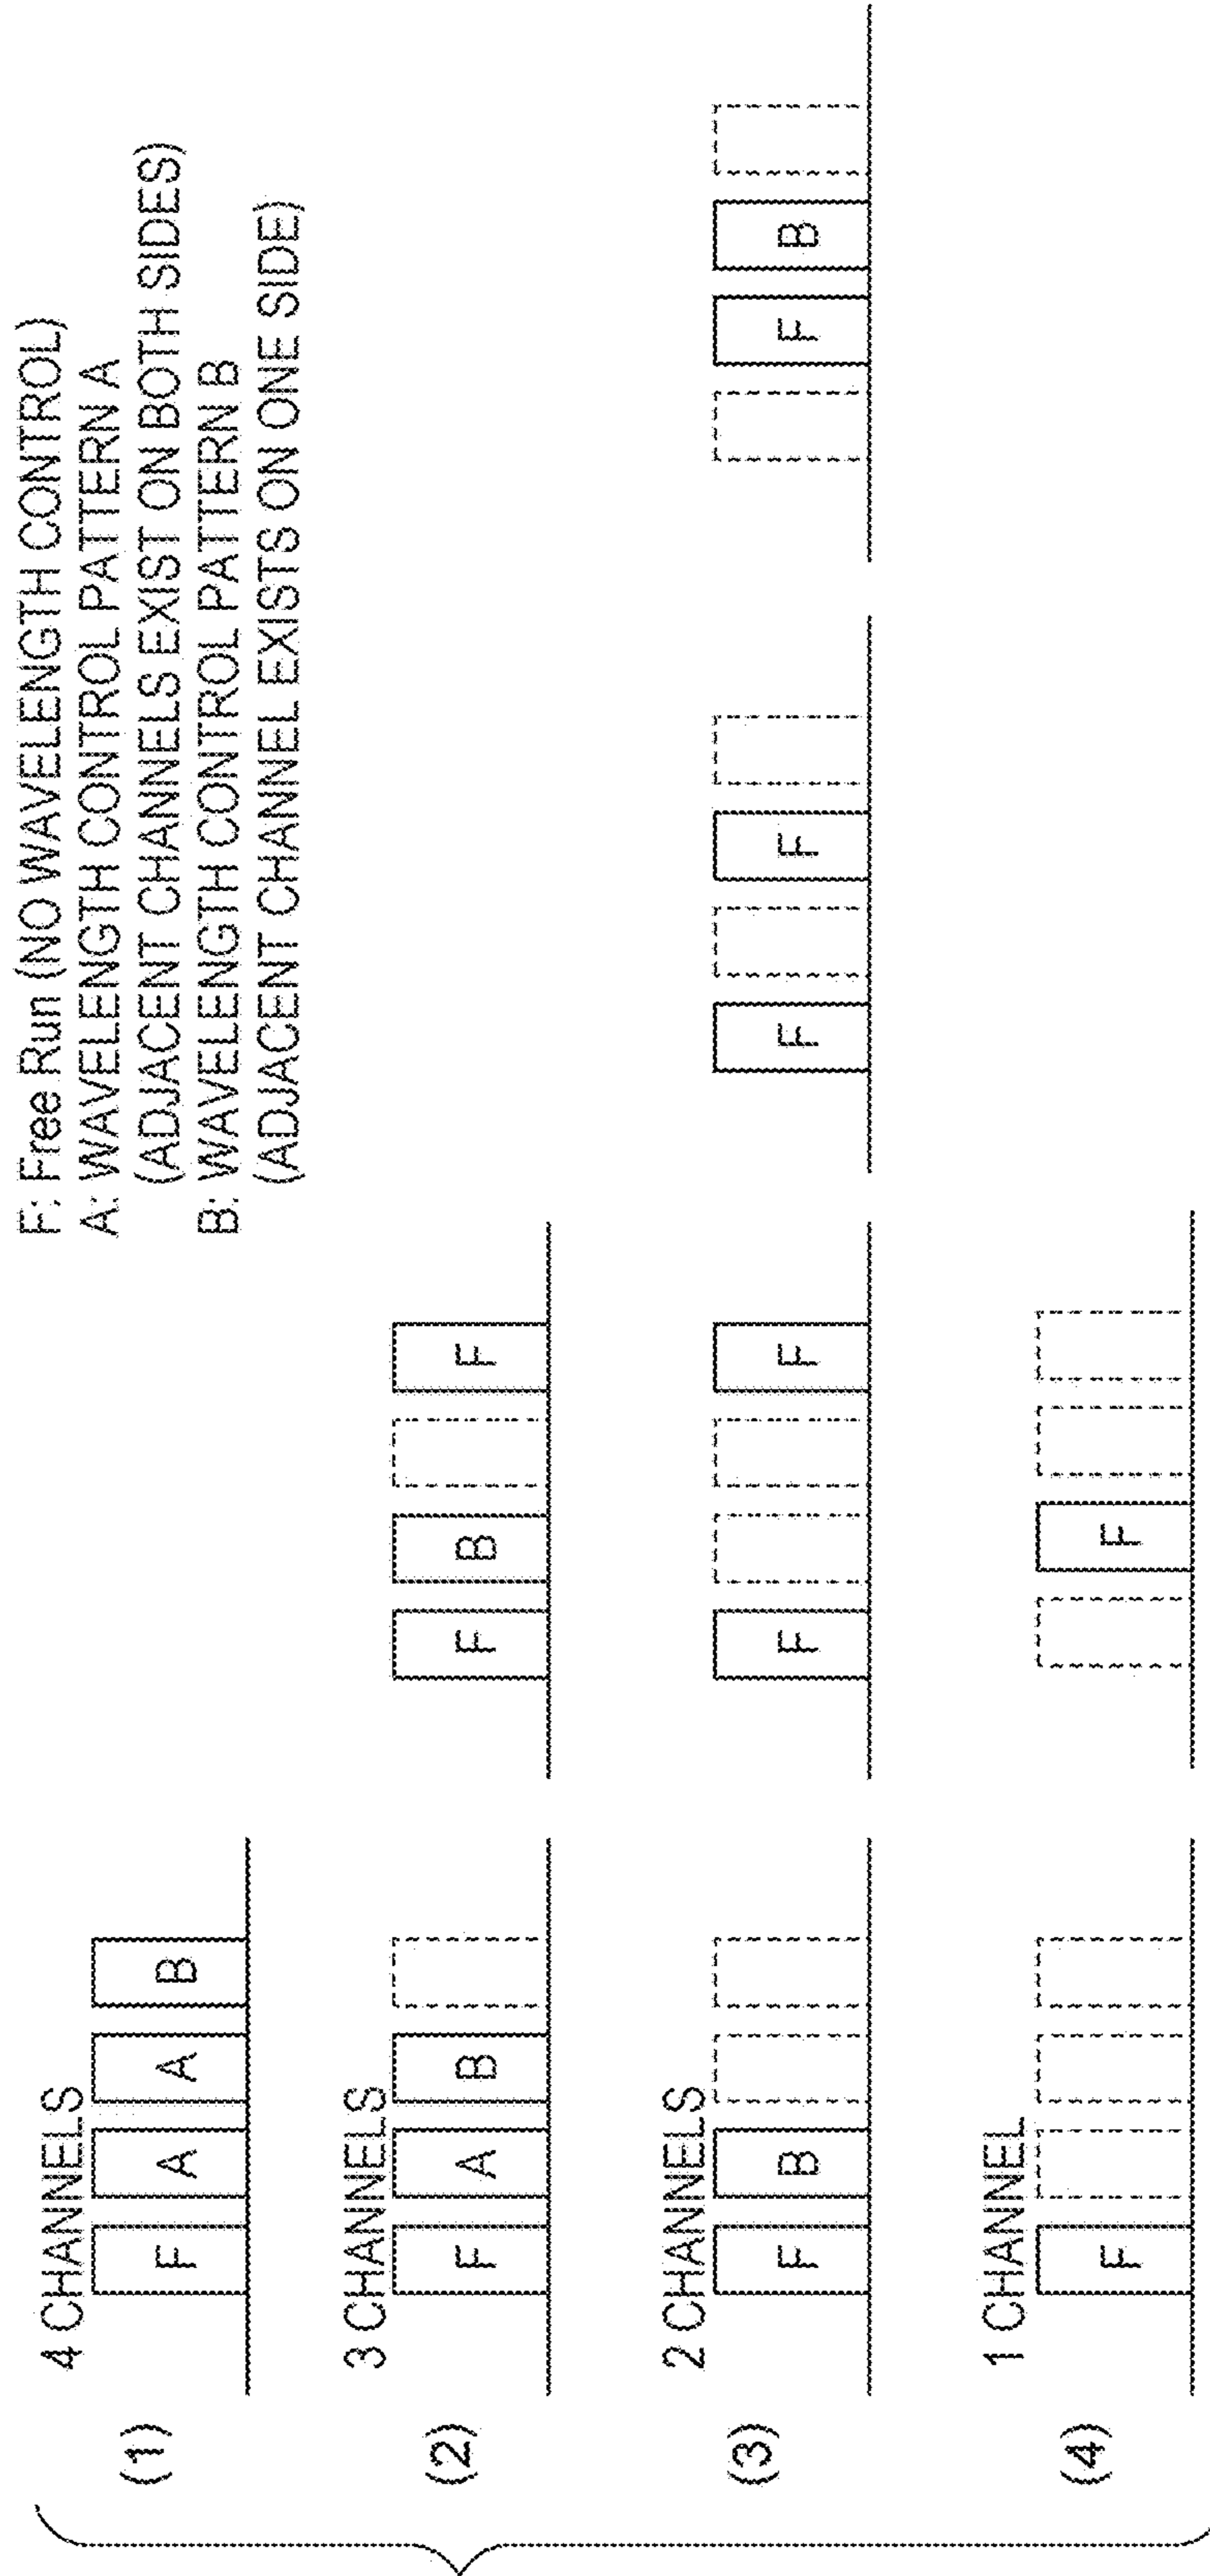 F: Free Run (NO WAVELENGTH CONTROL)
A: WAVELENGTH CONTROL PATTERN A
(ADJACENT CHANNELS EXIST ON BOTH SIDES)
B: WAVELENGTH CONTROL PATTERN B
(ADJACENT CHANNEL EXISTS ON ONE SIDE)
(1)
4 CHANNELS
F A A B
(2)
3 CHANNELS
F A B
F B F
(3)
2 CHANNELS
F B
F F
F F
F B
(4)
1 CHANNEL
F
F